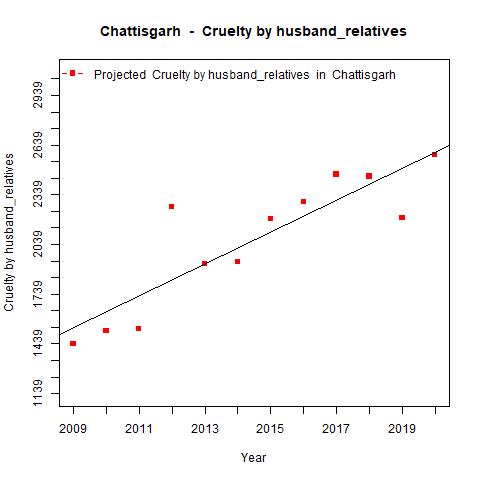 Chattisgarh - Cruelty by husband_relatives
Projected Cruelty by husband_relatives in Chattisgarh
Cruelty by husband_relatives
2939
2639
2339
2039
1739
1439
1139
2009 2011 2013 2015 2017 2019
Year